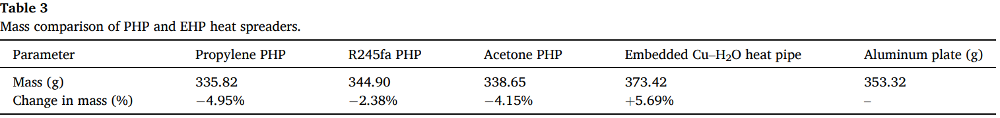 Table 3
Mass comparison of PHP and EHP heat spreaders.
Parameter Propylene PHP R245fa PHP Acetone PHP Embedded Cu–H₂O heat pipe Aluminum plate (g)
Mass (g) 335.82 344.90 338.65 373.42 353.32
Change in mass (%) −4.95% −2.38% −4.15% +5.69% –